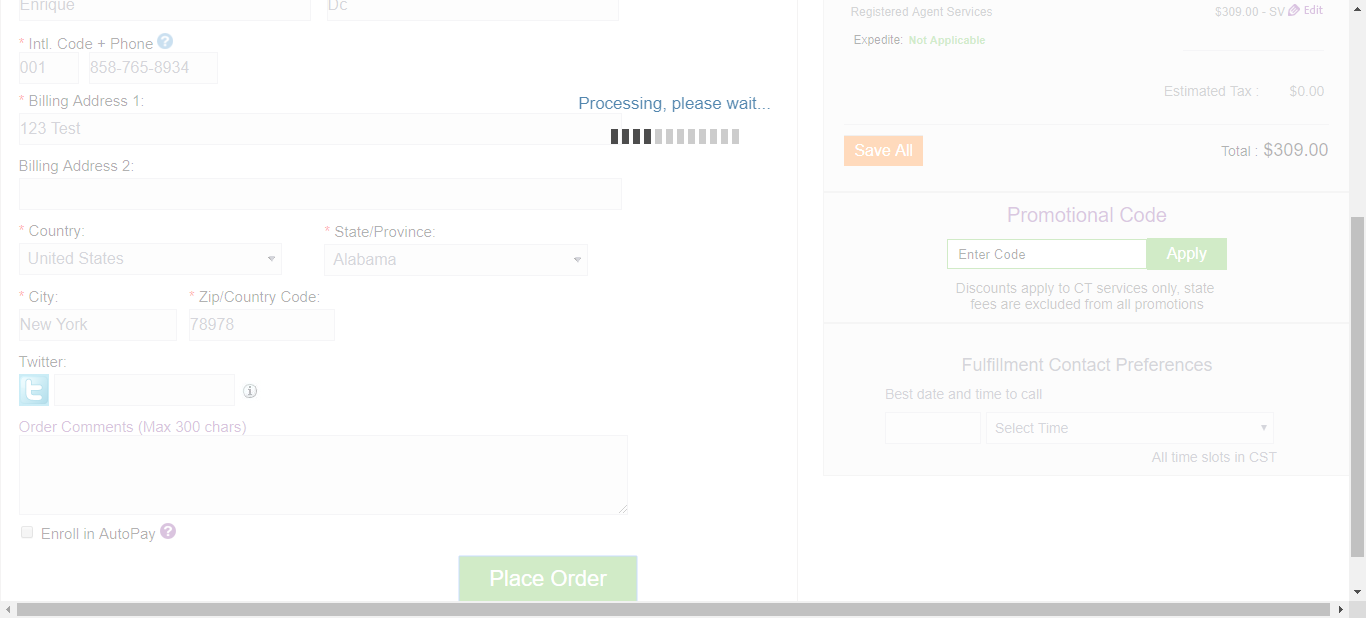 Enrique
Dc
* Intl. Code + Phone ?
001 858-765-8934
* Billing Address 1:
123 Test
Billing Address 2:
* Country:
* State/Province:
United States
Alabama
* City:
* Zip/Country Code:
New York
78978
Twitter:
Order Comments (Max 300 chars)
Enroll in AutoPay ?
Place Order
Processing, please wait...
Registered Agent Services
$309.00 - SV Edit
Expedite: Not Applicable
Estimated Tax : $0.00
Save All
Total : $309.00
Promotional Code
Enter Code
Apply
Discounts apply to CT services only, state
fees are excluded from all promotions
Fulfillment Contact Preferences
Best date and time to call
Select Time
All time slots in CST